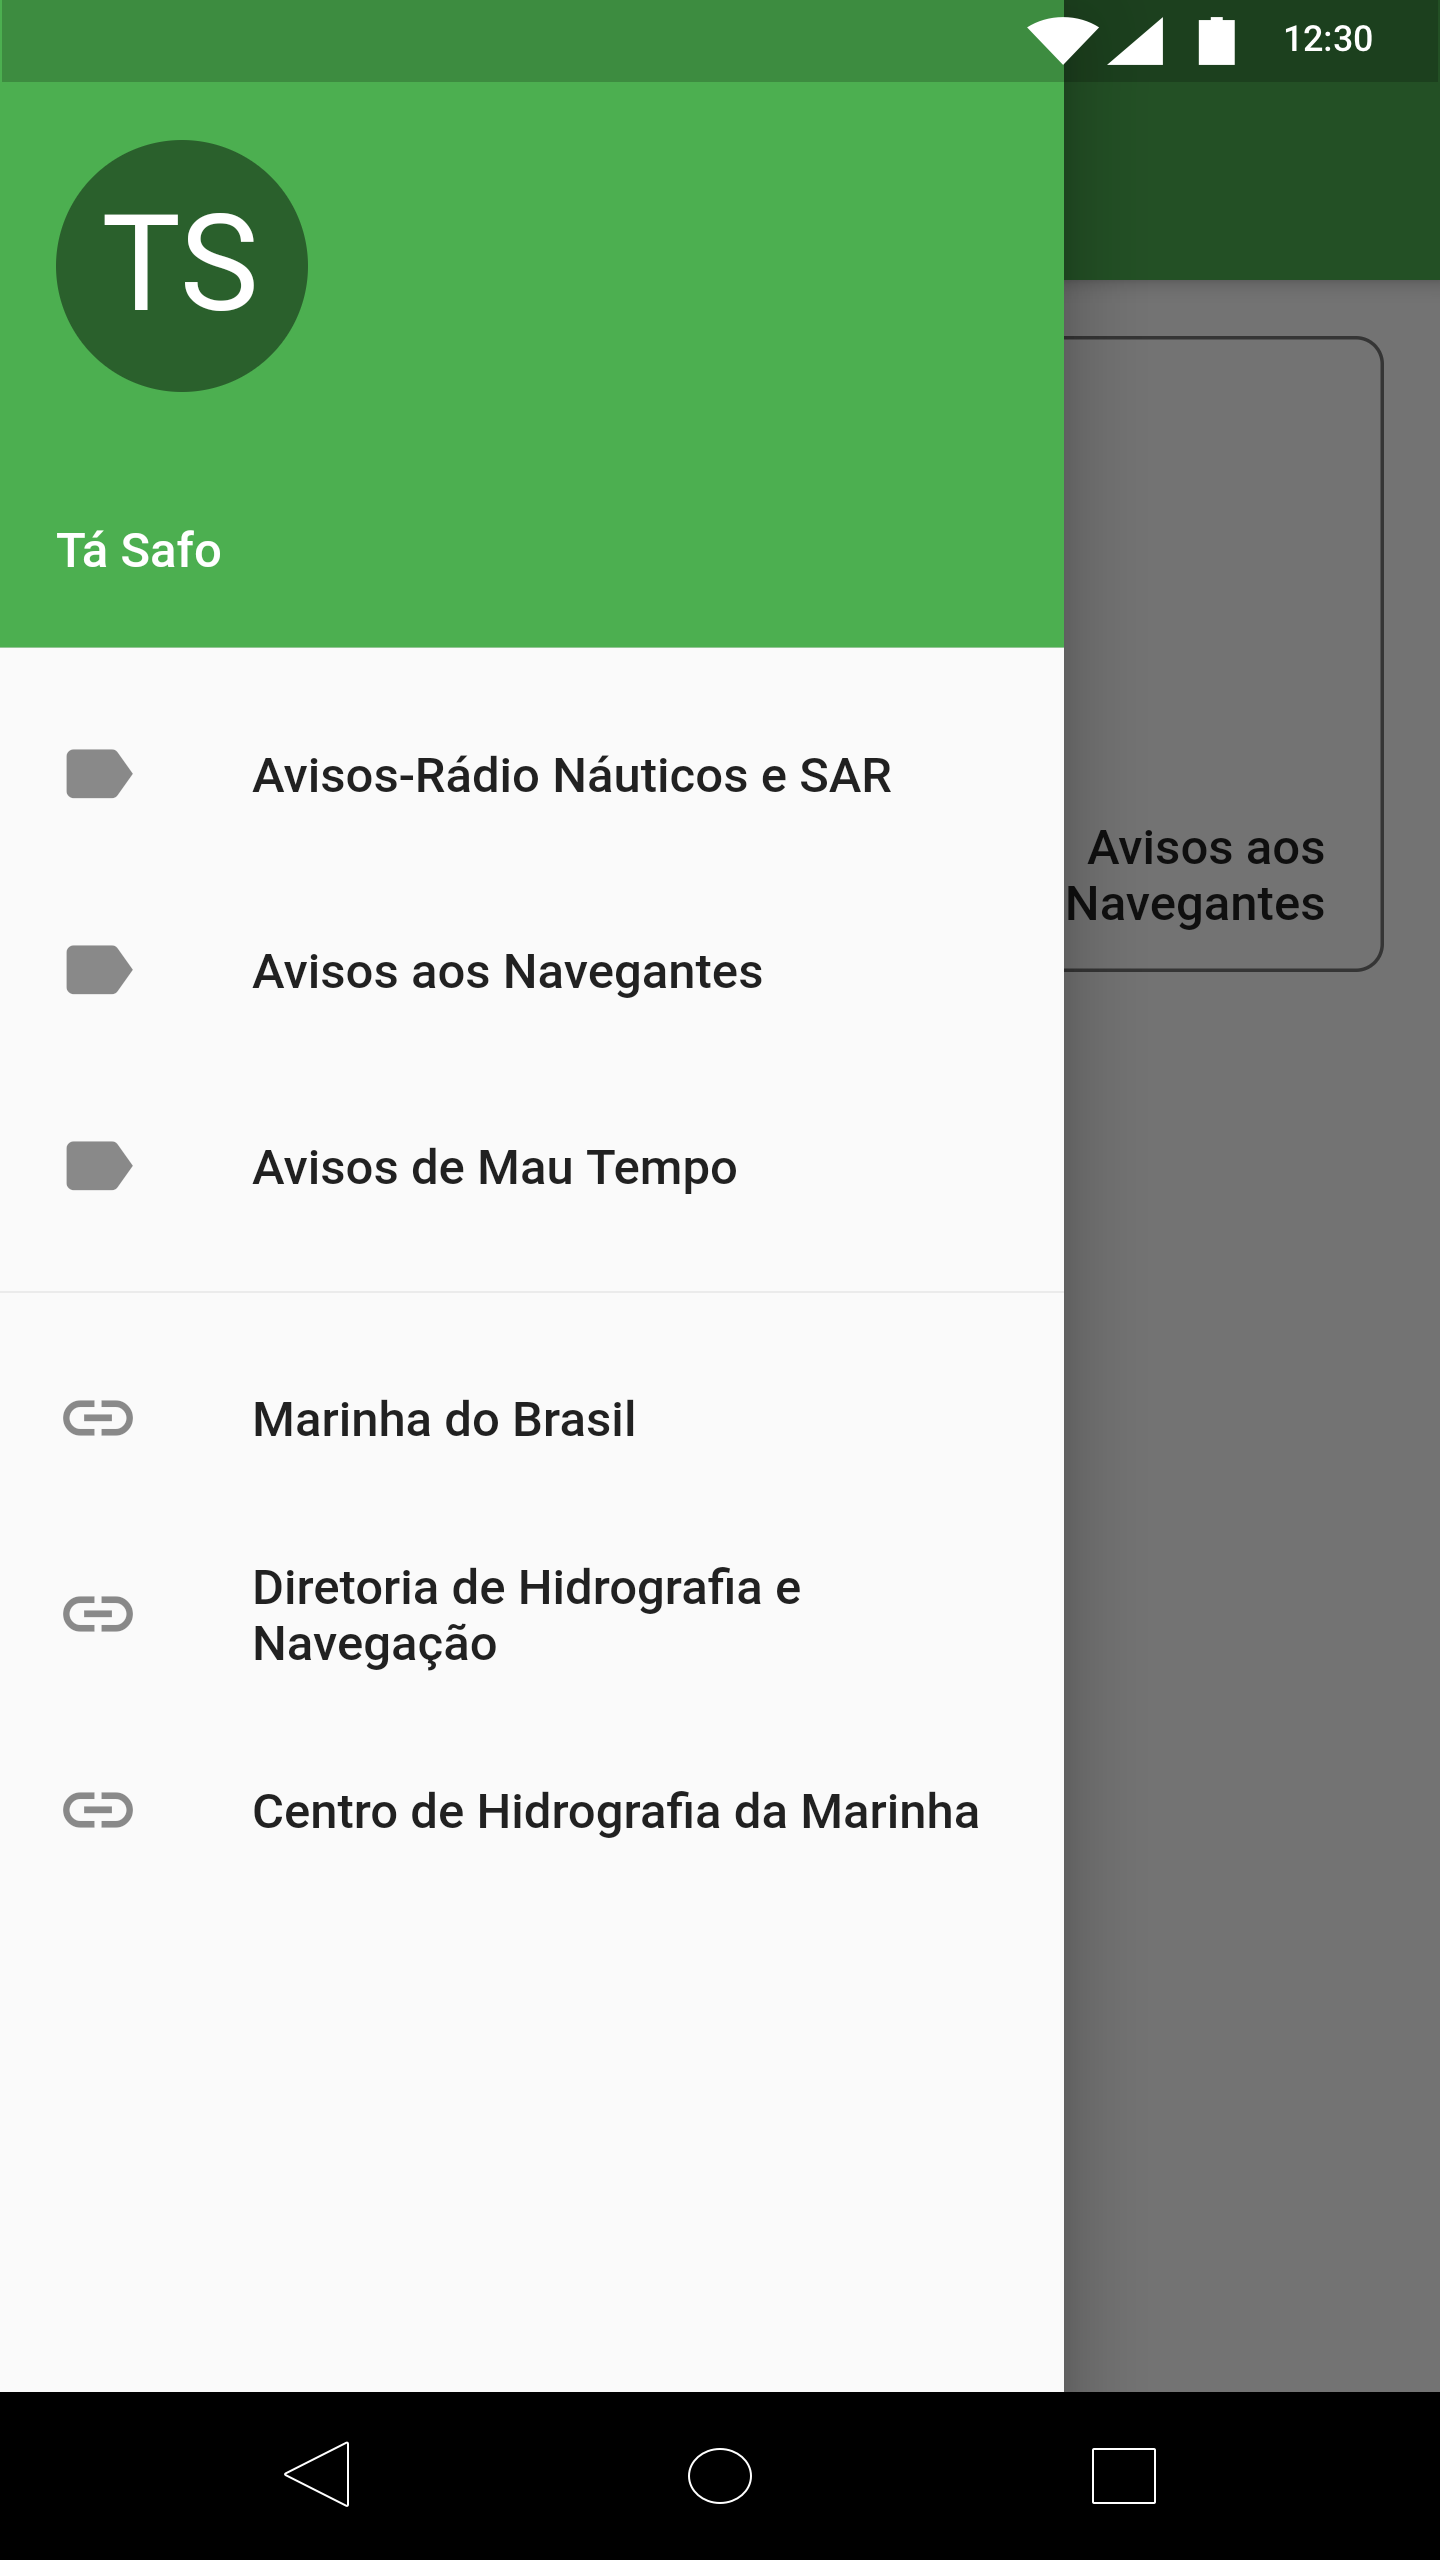 12:30
TS
Tá Safo
Avisos-Rádio Náuticos e SAR
Avisos aos Navegantes
Avisos de Mau Tempo
Marinha do Brasil
Diretoria de Hidrografia e
Navegação
Centro de Hidrografia da Marinha
Avisos aos
Navegantes